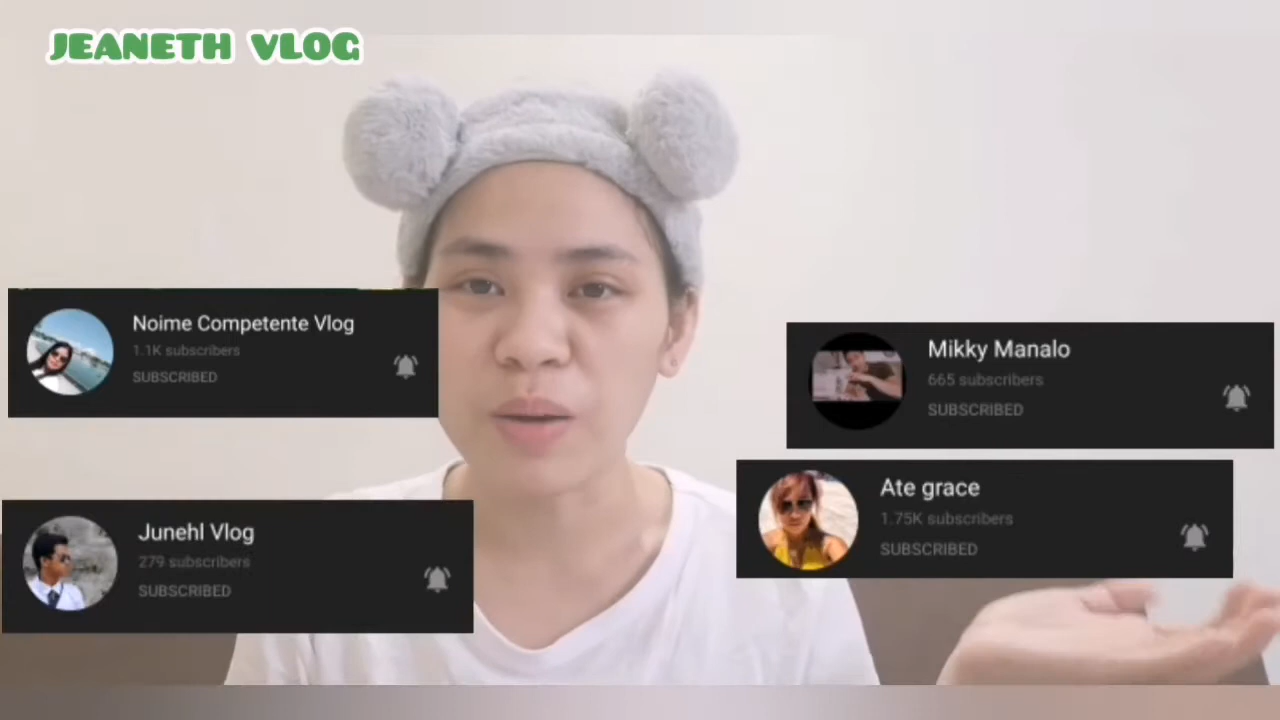 JEANETH VLOG
Noime Competente Vlog
1.1K subscribers
SUBSCRIBED
Mikky Manalo
665 subscribers
SUBSCRIBED
Ate grace
1.75K subscribers
SUBSCRIBED
Junehl Vlog
279 subscribers
SUBSCRIBED